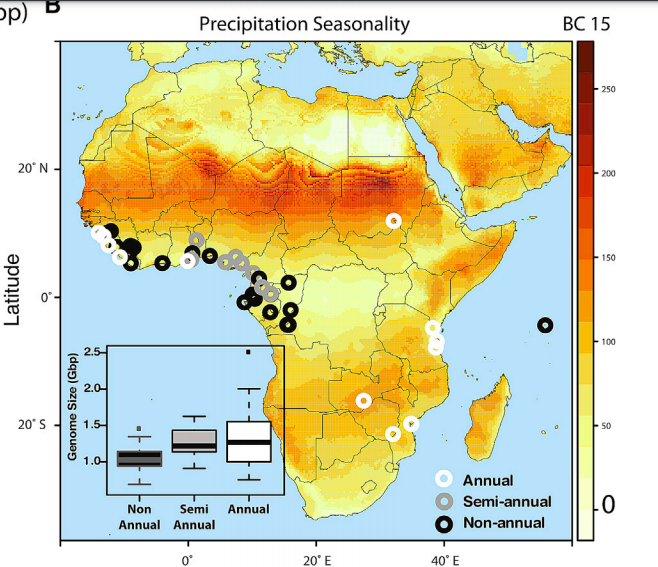 bp) B
Precipitation Seasonality BC 15
250
200
150
100
50
0
Latitude
20° N
0°
20° S
Genome Size (Gbp)
2.5
2.0
1.5
1.0
Non Annual
Semi Annual
Annual
Annual
Semi-annual
Non-annual
0° 20° E 40° E